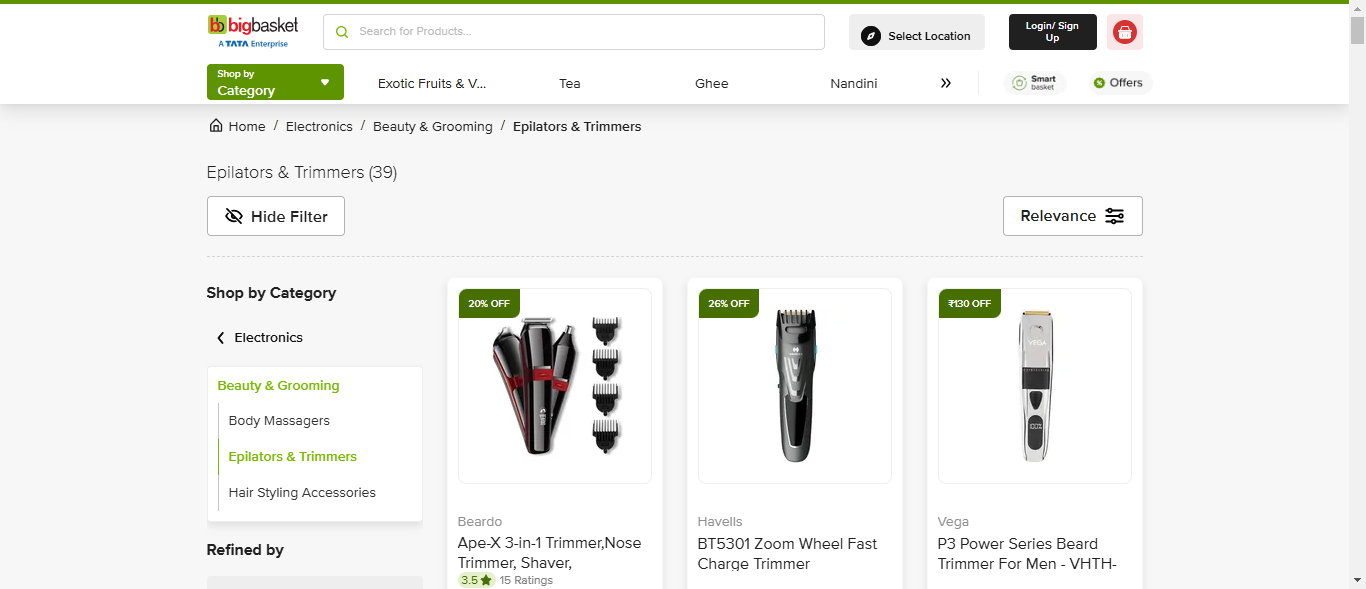 bb bigbasket
A TATA Enterprise
Search for Products...
Select Location
Login/ Sign
Up
Shop by
Category
Exotic Fruits & V...
Tea
Ghee
Nandini
Smart
basket
Offers
Home / Electronics / Beauty & Grooming / Epilators & Trimmers
Epilators & Trimmers (39)
Hide Filter
Relevance
Shop by Category
Electronics
Beauty & Grooming
Body Massagers
Epilators & Trimmers
Hair Styling Accessories
Refined by
20% OFF
Beardo
Ape-X 3-in-1 Trimmer,Nose
Trimmer, Shaver,
3.5 15 Ratings
26% OFF
Havells
BT5301 Zoom Wheel Fast
Charge Trimmer
₹130 OFF
VEGA
100%
Vega
P3 Power Series Beard
Trimmer For Men - VHTH-